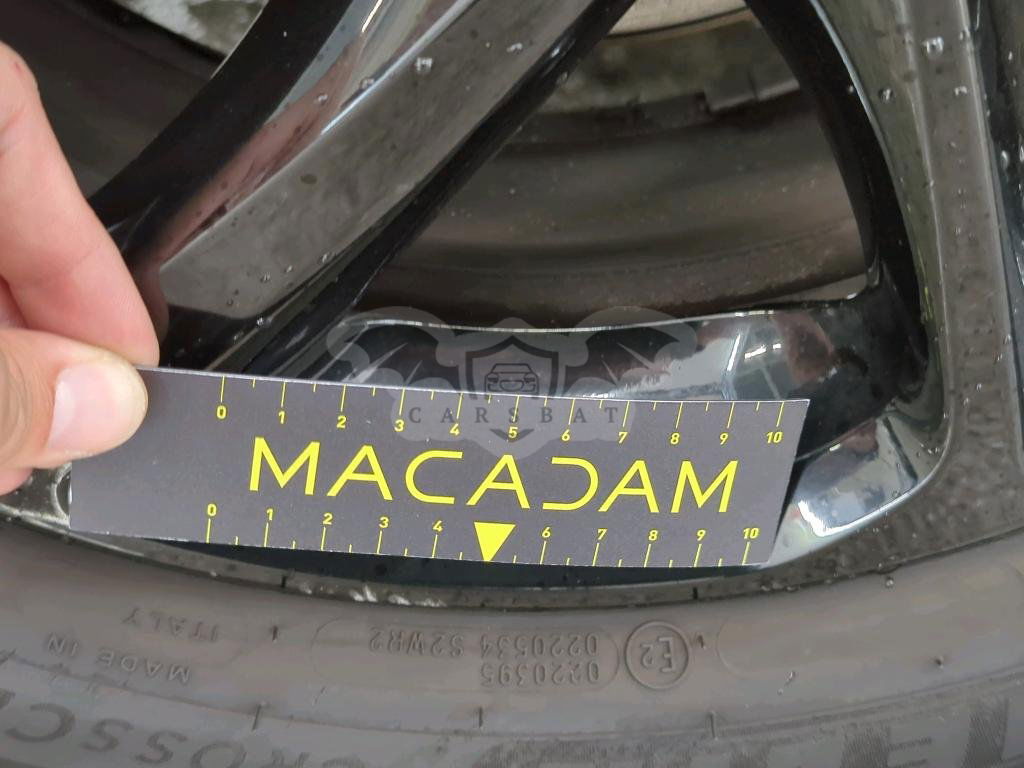 CARSBAT
0 1 2 3 4 5 6 7 8 9 10
MACADAM
0 1 2 3 4 6 7 8 9 10
MADE IN ITALY
0220534 S2WR2
0220395
E2
CROSSC